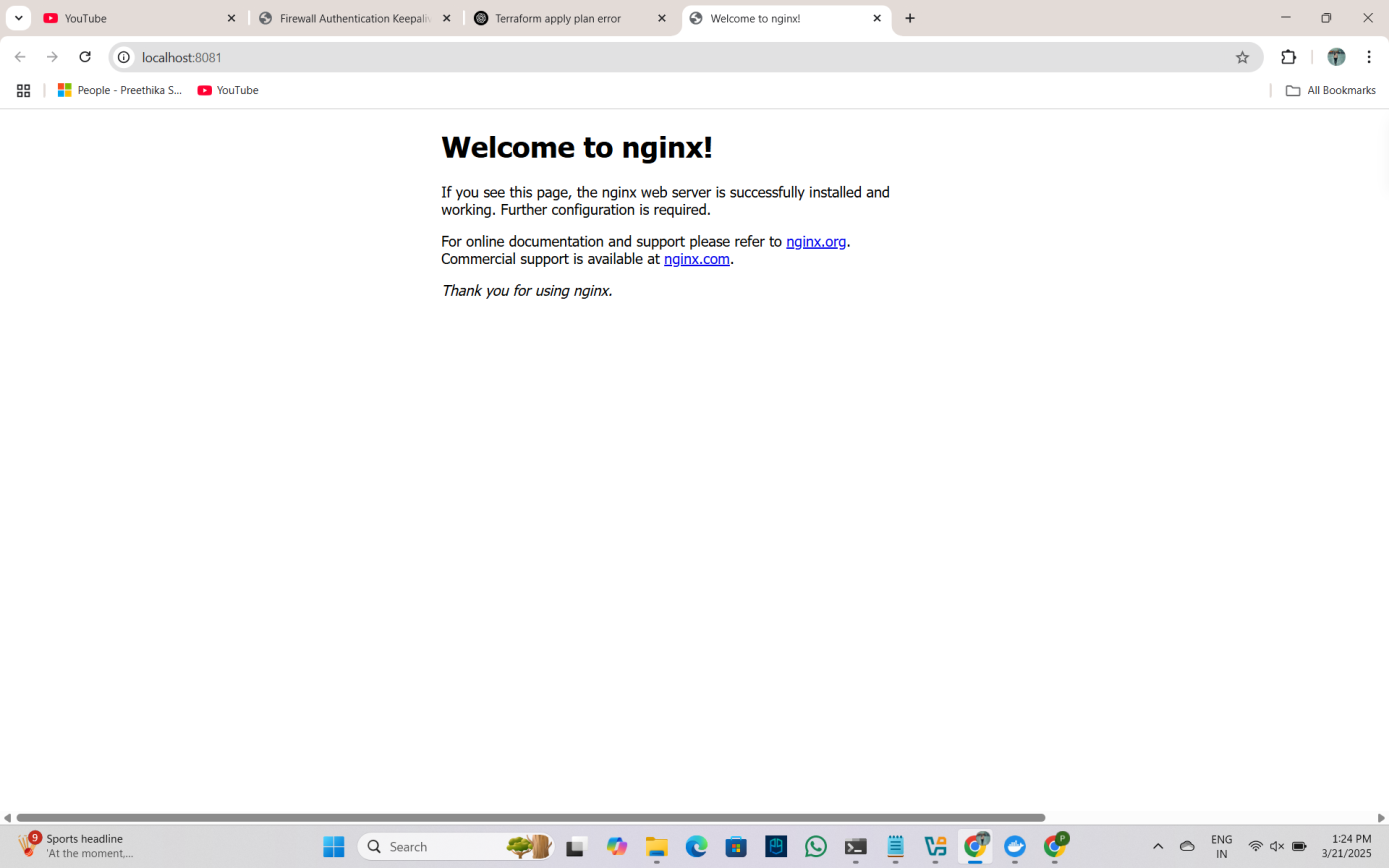 YouTube
Firewall Authentication Keepali
Terraform apply plan error
Welcome to nginx!
localhost:8081
People - Preethika S...
YouTube
All Bookmarks
Welcome to nginx!
If you see this page, the nginx web server is successfully installed and
working. Further configuration is required.
For online documentation and support please refer to nginx.org.
Commercial support is available at nginx.com.
Thank you for using nginx.
9
Sports headline
'At the moment,...
Search
P
ENG
IN
1:24 PM
3/21/2025